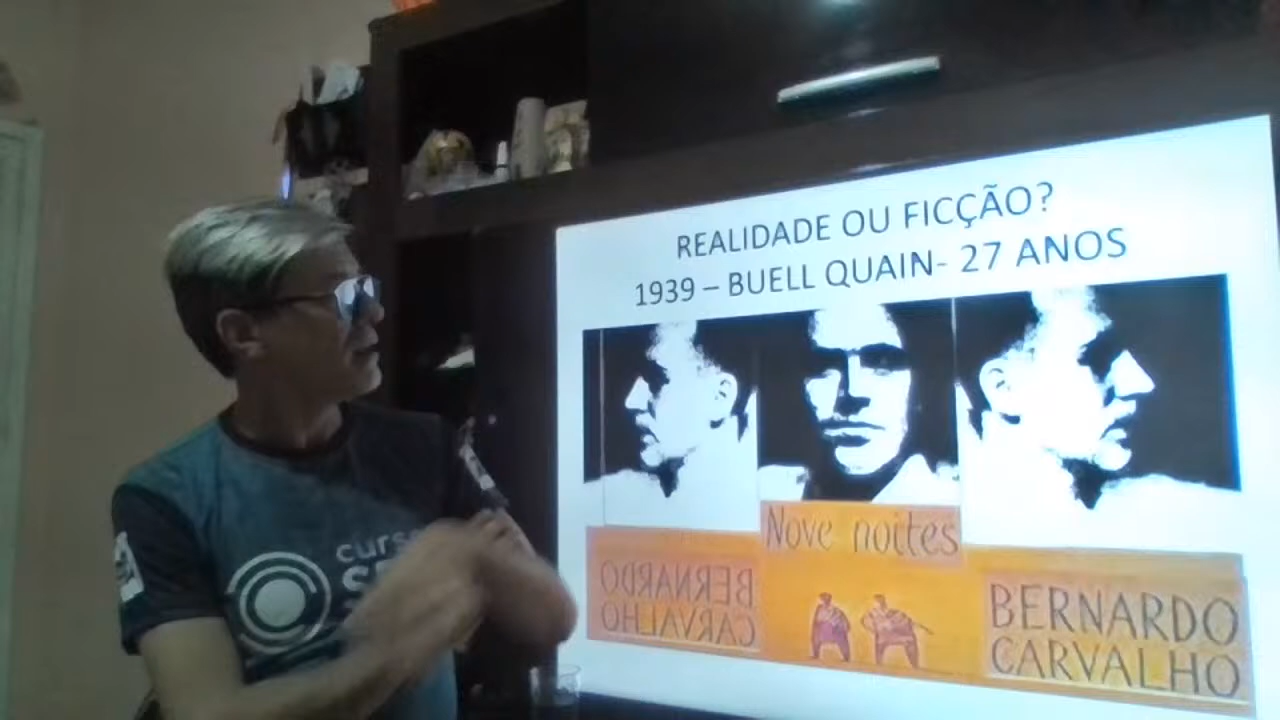 REALIDADE OU FICÇÃO?
1939 – BUELL QUAIN- 27 ANOS
Nove noites
BERNARDO
CARVALHO
BERNARDO
CARVALHO